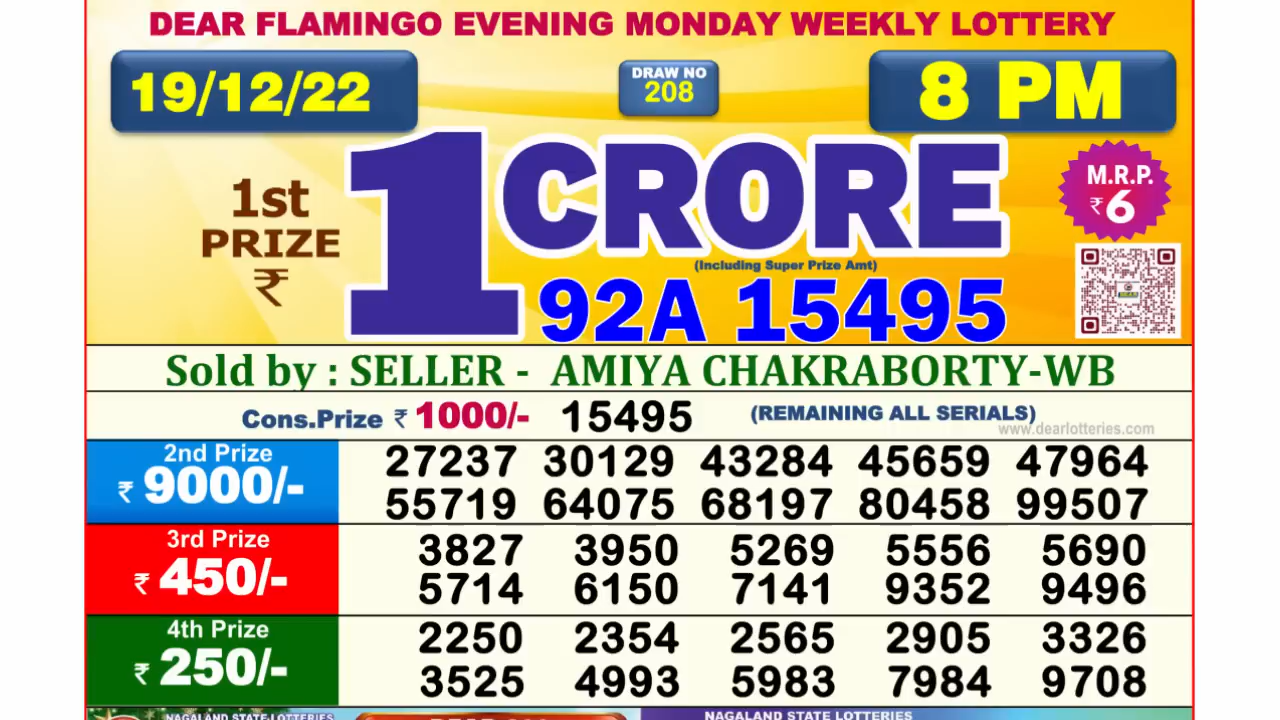 DEAR FLAMINGO EVENING MONDAY WEEKLY LOTTERY
19/12/22
DRAW NO
208
8 PM
1st
PRIZE
₹
1 CRORE
(Including Super Prize Amt)
92A 15495
M.R.P.
₹6
Sold by : SELLER - AMIYA CHAKRABORTY-WB
Cons.Prize ₹ 1000/- 15495 (REMAINING ALL SERIALS)
www.dearlotteries.com
2nd Prize
₹ 9000/-
27237 30129 43284 45659 47964
55719 64075 68197 80458 99507
3rd Prize
₹ 450/-
3827 3950 5269 5556 5690
5714 6150 7141 9352 9496
4th Prize
₹ 250/-
2250 2354 2565 2905 3326
3525 4993 5983 7984 9708
NAGALAND STATE LOTTERIES
NAGALAND STATE LOTTERIES